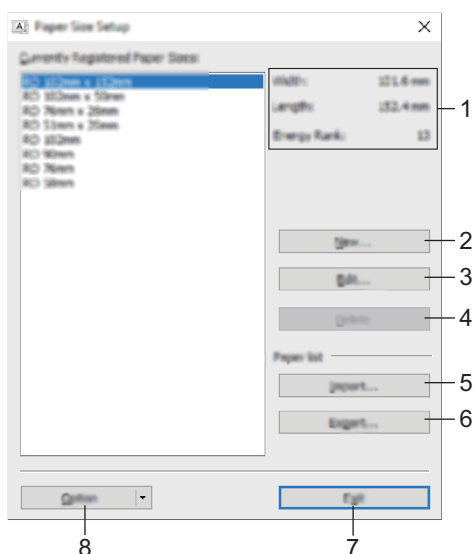 Paper Size Setup
Currently Registered Paper Sizes:
RD 102mm x 152mm
RD 102mm x 50mm
RD 76mm x 26mm
RD 51mm x 26mm
RD 102mm
RD 90mm
RD 76mm
RD 58mm
Width: 101.6 mm
Length: 152.4 mm
Energy Rank: 13
1
New... 2
Edit... 3
Delete 4
Paper list
Import... 5
Export... 6
Option Exit
8 7